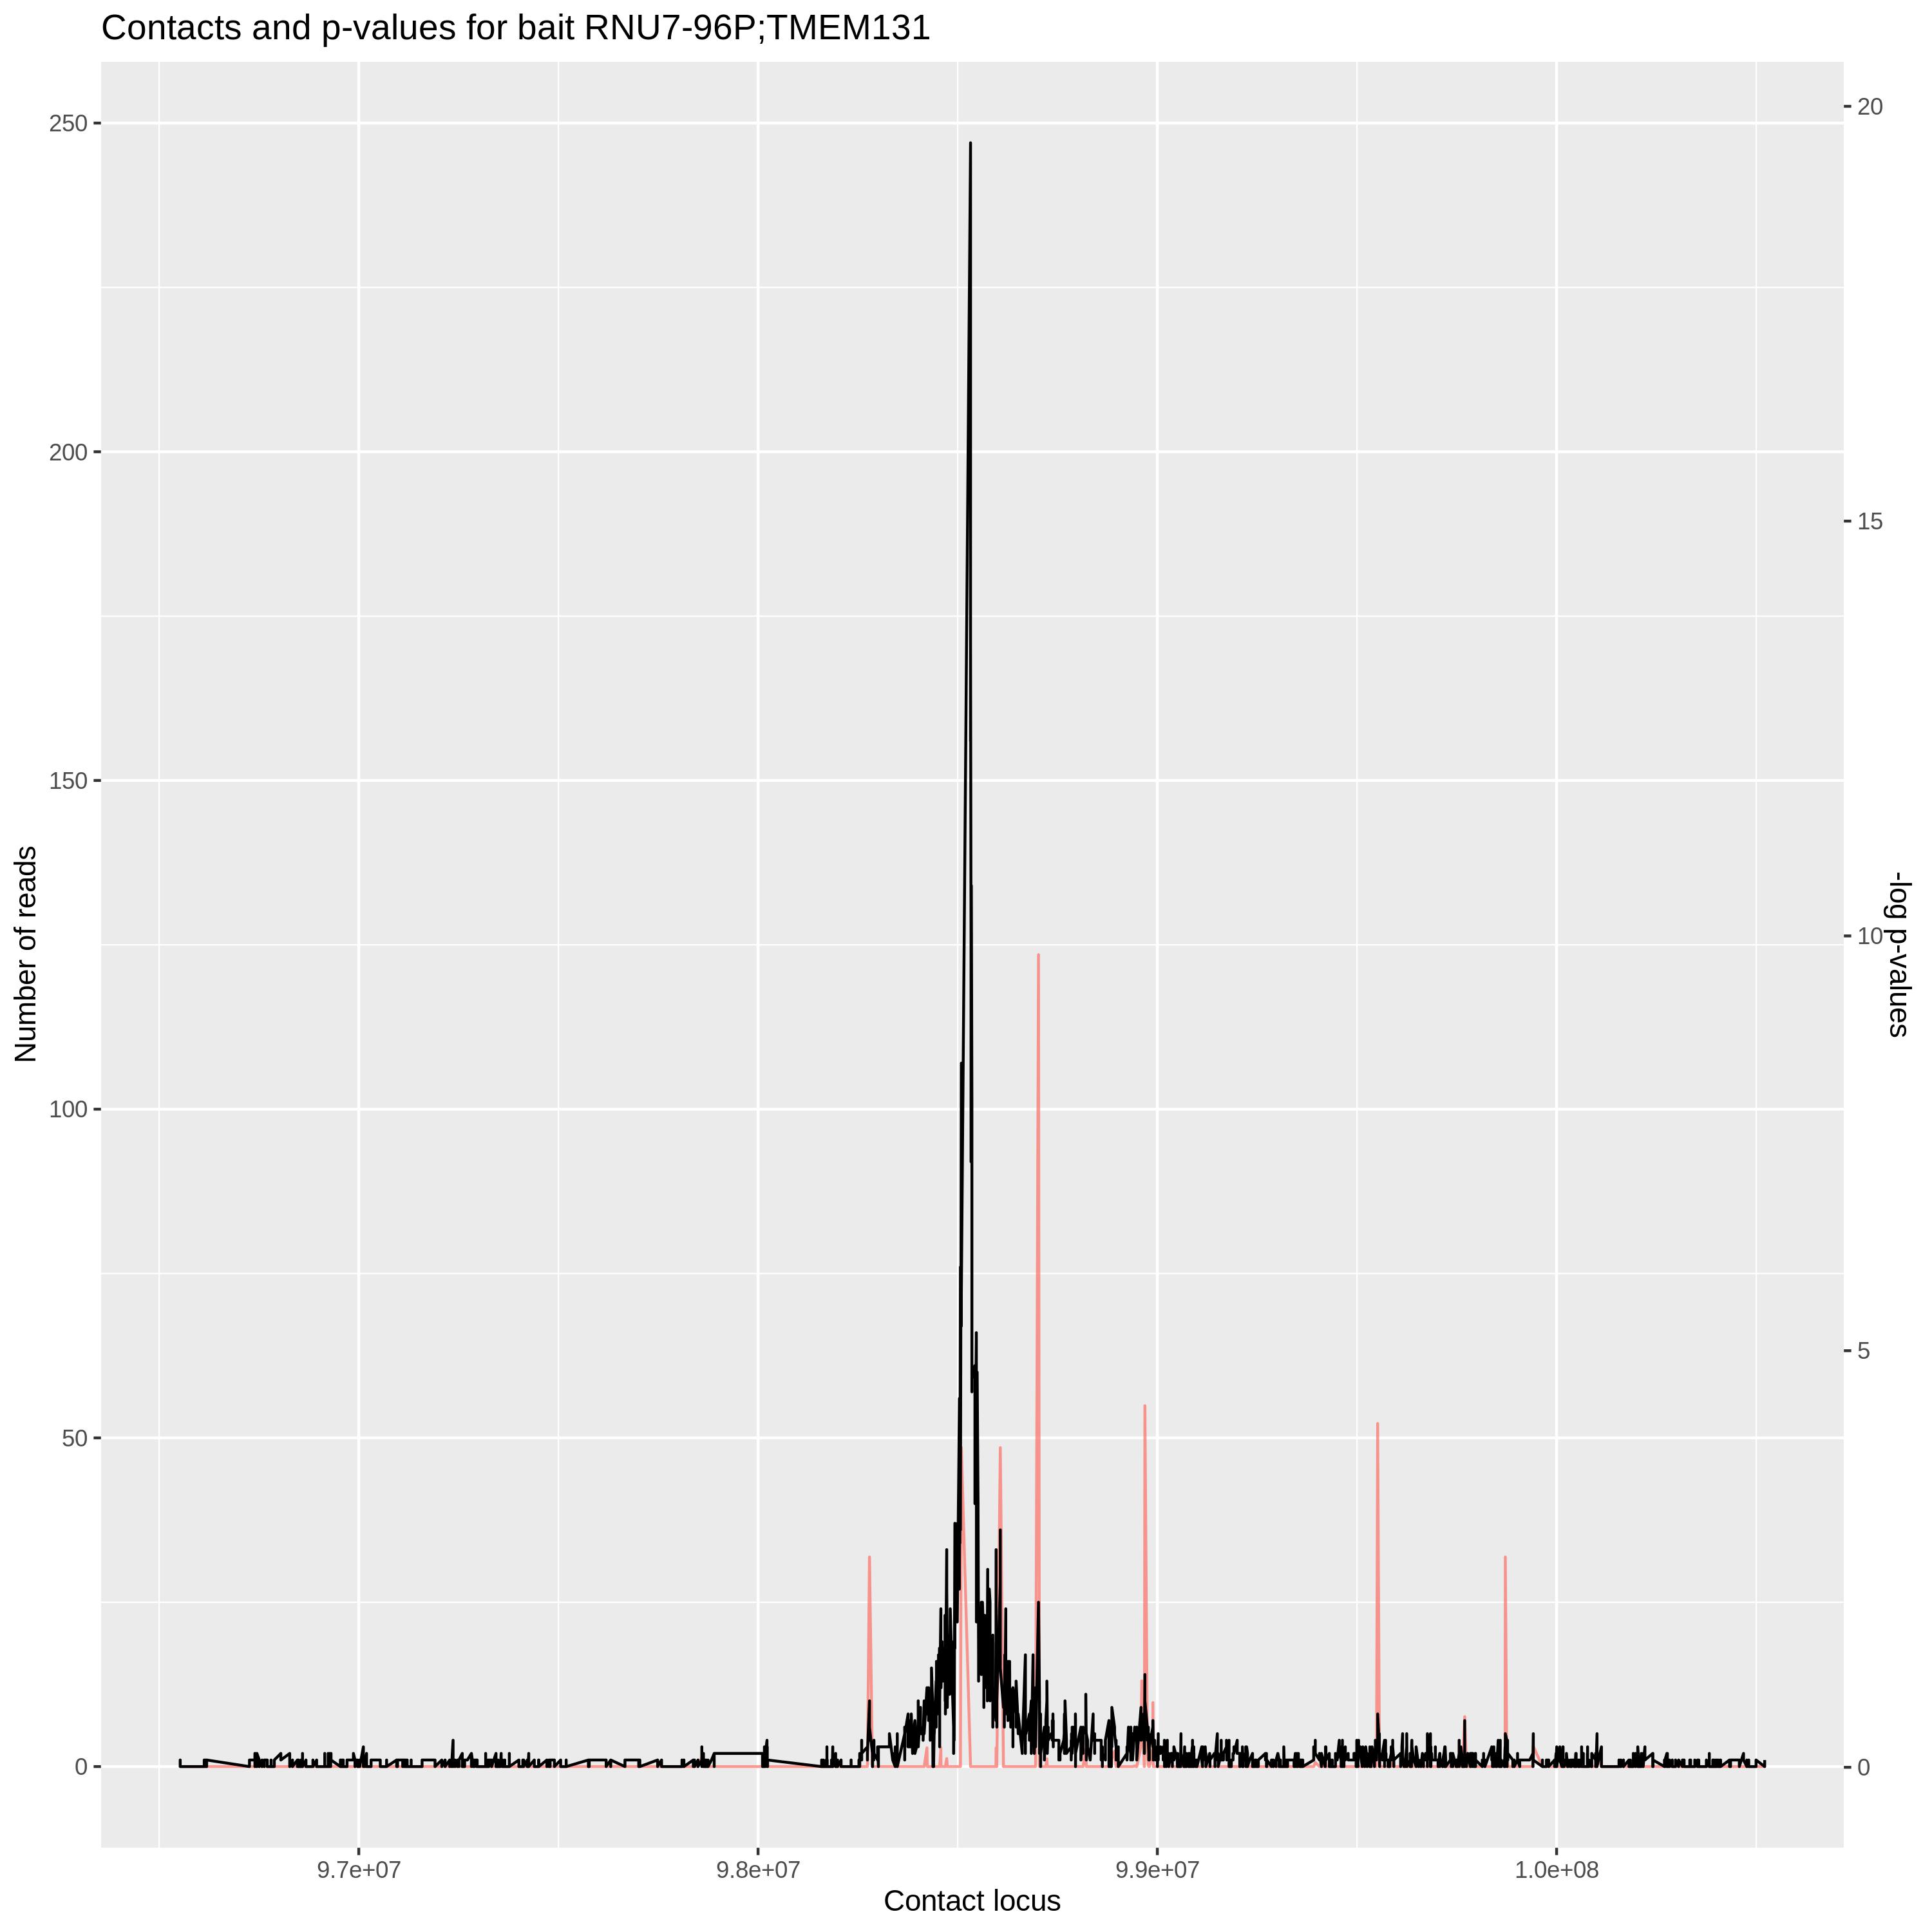 Contacts and p-values for bait RNU7-96P;TMEM131
250
200
150
100
50
0
Number of reads
20
15
10
5
0
-log p-values
9.7e+07
9.8e+07
9.9e+07
1.0e+08
Contact locus